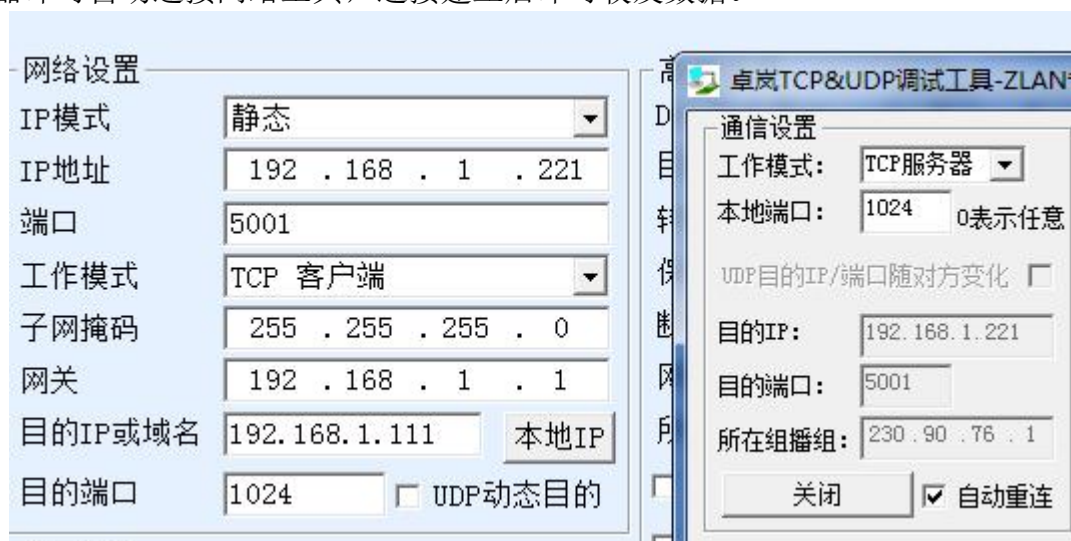 网络设置
IP模式 静态
IP地址 192 . 168 . 1 . 221
端口 5001
工作模式 TCP 客户端
子网掩码 255 . 255 . 255 . 0
网关 192 . 168 . 1 . 1
目的IP或域名 192.168.1.111 本地IP
目的端口 1024 UDP动态目的
卓岚TCP&UDP调试工具-ZLAN
通信设置
工作模式: TCP服务器
本地端口: 1024 0表示任意
UDP目的IP/端口随对方变化
目的IP: 192.168.1.221
目的端口: 5001
所在组播组: 230 . 90 . 76 . 1
关闭 自动重连